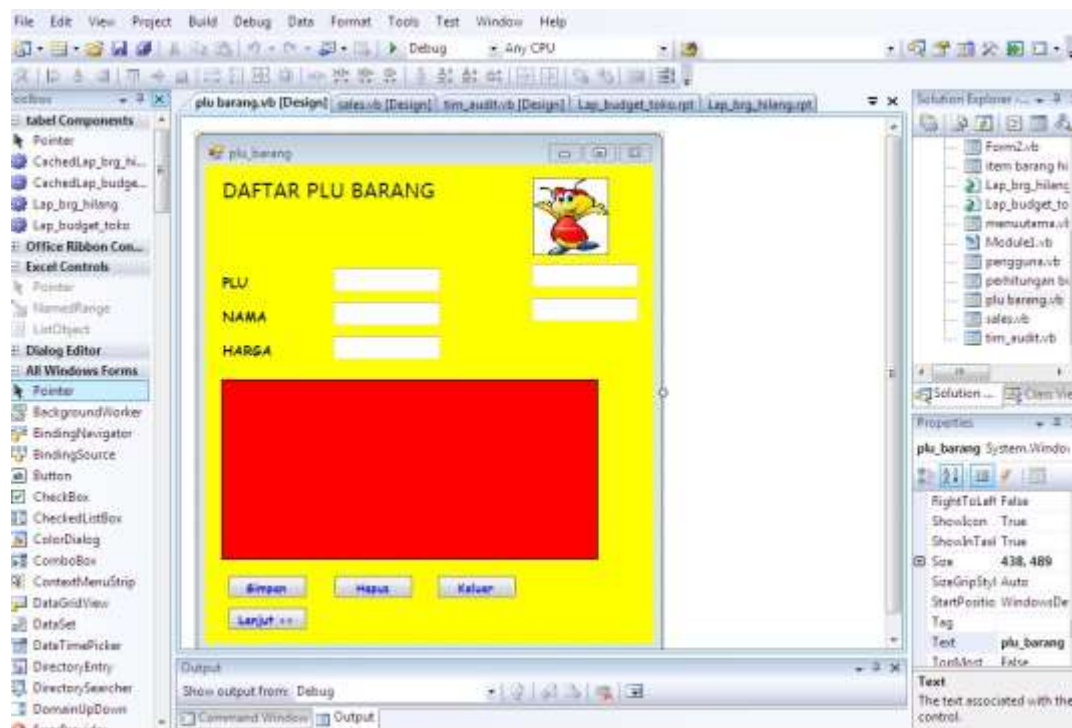 File Edit View Project Build Debug Data Format Tools Test Window Help
Debug Any CPU
plu barang.vb [Design] sales.vb [Design] tim_audit.vb [Design] Lap_budget_toko.rpt Lap_brg_hilang.rpt
tabel Components
Pointer
CachedLap_brg_hi...
CachedLap_budge...
Lap_brg_hilang
Lap_budget_toko
Office Ribbon Con...
Excel Controls
Pointer
NamedRange
ListObject
Dialog Editor
All Windows Forms
Pointer
BackgroundWorker
BindingNavigator
BindingSource
Button
CheckBox
CheckedListBox
ColorDialog
ComboBox
ContextMenuStrip
DataGridView
DataSet
DateTimePicker
DirectoryEntry
DirectorySearcher
DomainUpDown
plu_barang
DAFTAR PLU BARANG
PLU
NAMA
HARGA
Simpan Hapus Keluar
Lanjut >>
Output
Show output from: Debug
Command Window Output
Solution Explorer
Form2.vb
item barang hi
Lap_brg_hilang
Lap_budget_to
menuutama.vb
Module1.vb
pengguna.vb
perhitungan bu
plu barang.vb
sales.vb
tim_audit.vb
Solution ... Class Vie
Properties
plu_barang System.Windo
RightToLeft False
ShowIcon True
ShowInTas True
Size 438, 489
SizeGripStyl Auto
StartPositio WindowsDe
Tag
Text plu_barang
TopMost False
Text
The text associated with the
control.